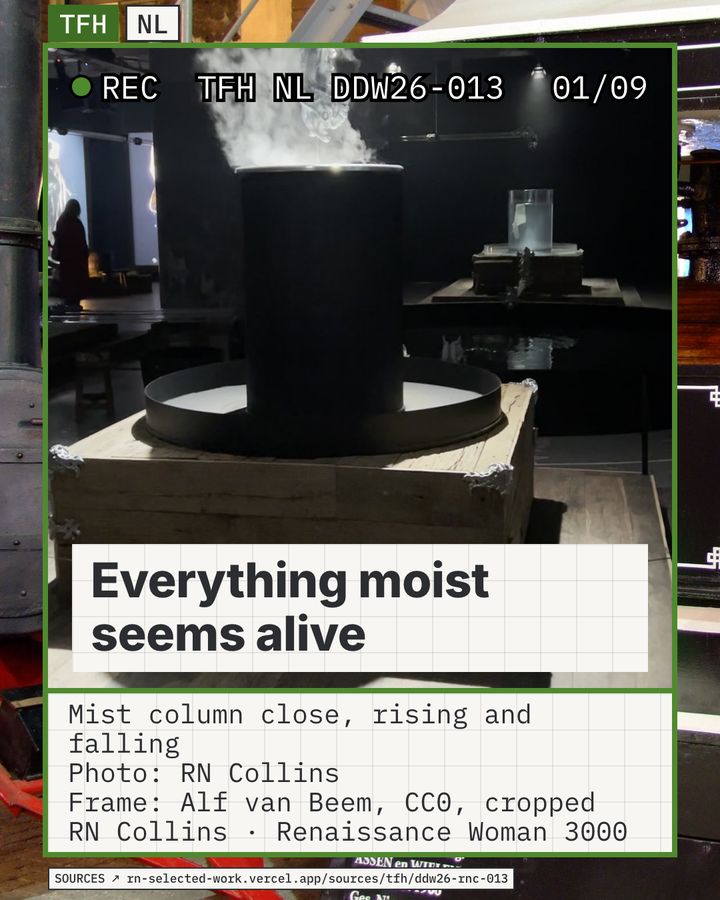 TFH NL
REC TFH NL DDW26-013 01/09
Everything moist
seems alive
Mist column close, rising and
falling
Photo: RN Collins
Frame: Alf van Beem, CC0, cropped
RN Collins · Renaissance Woman 3000
ASSEN en
SOURCES ↗ rn-selected-work.vercel.app/sources/tfh/ddw26-rnc-013